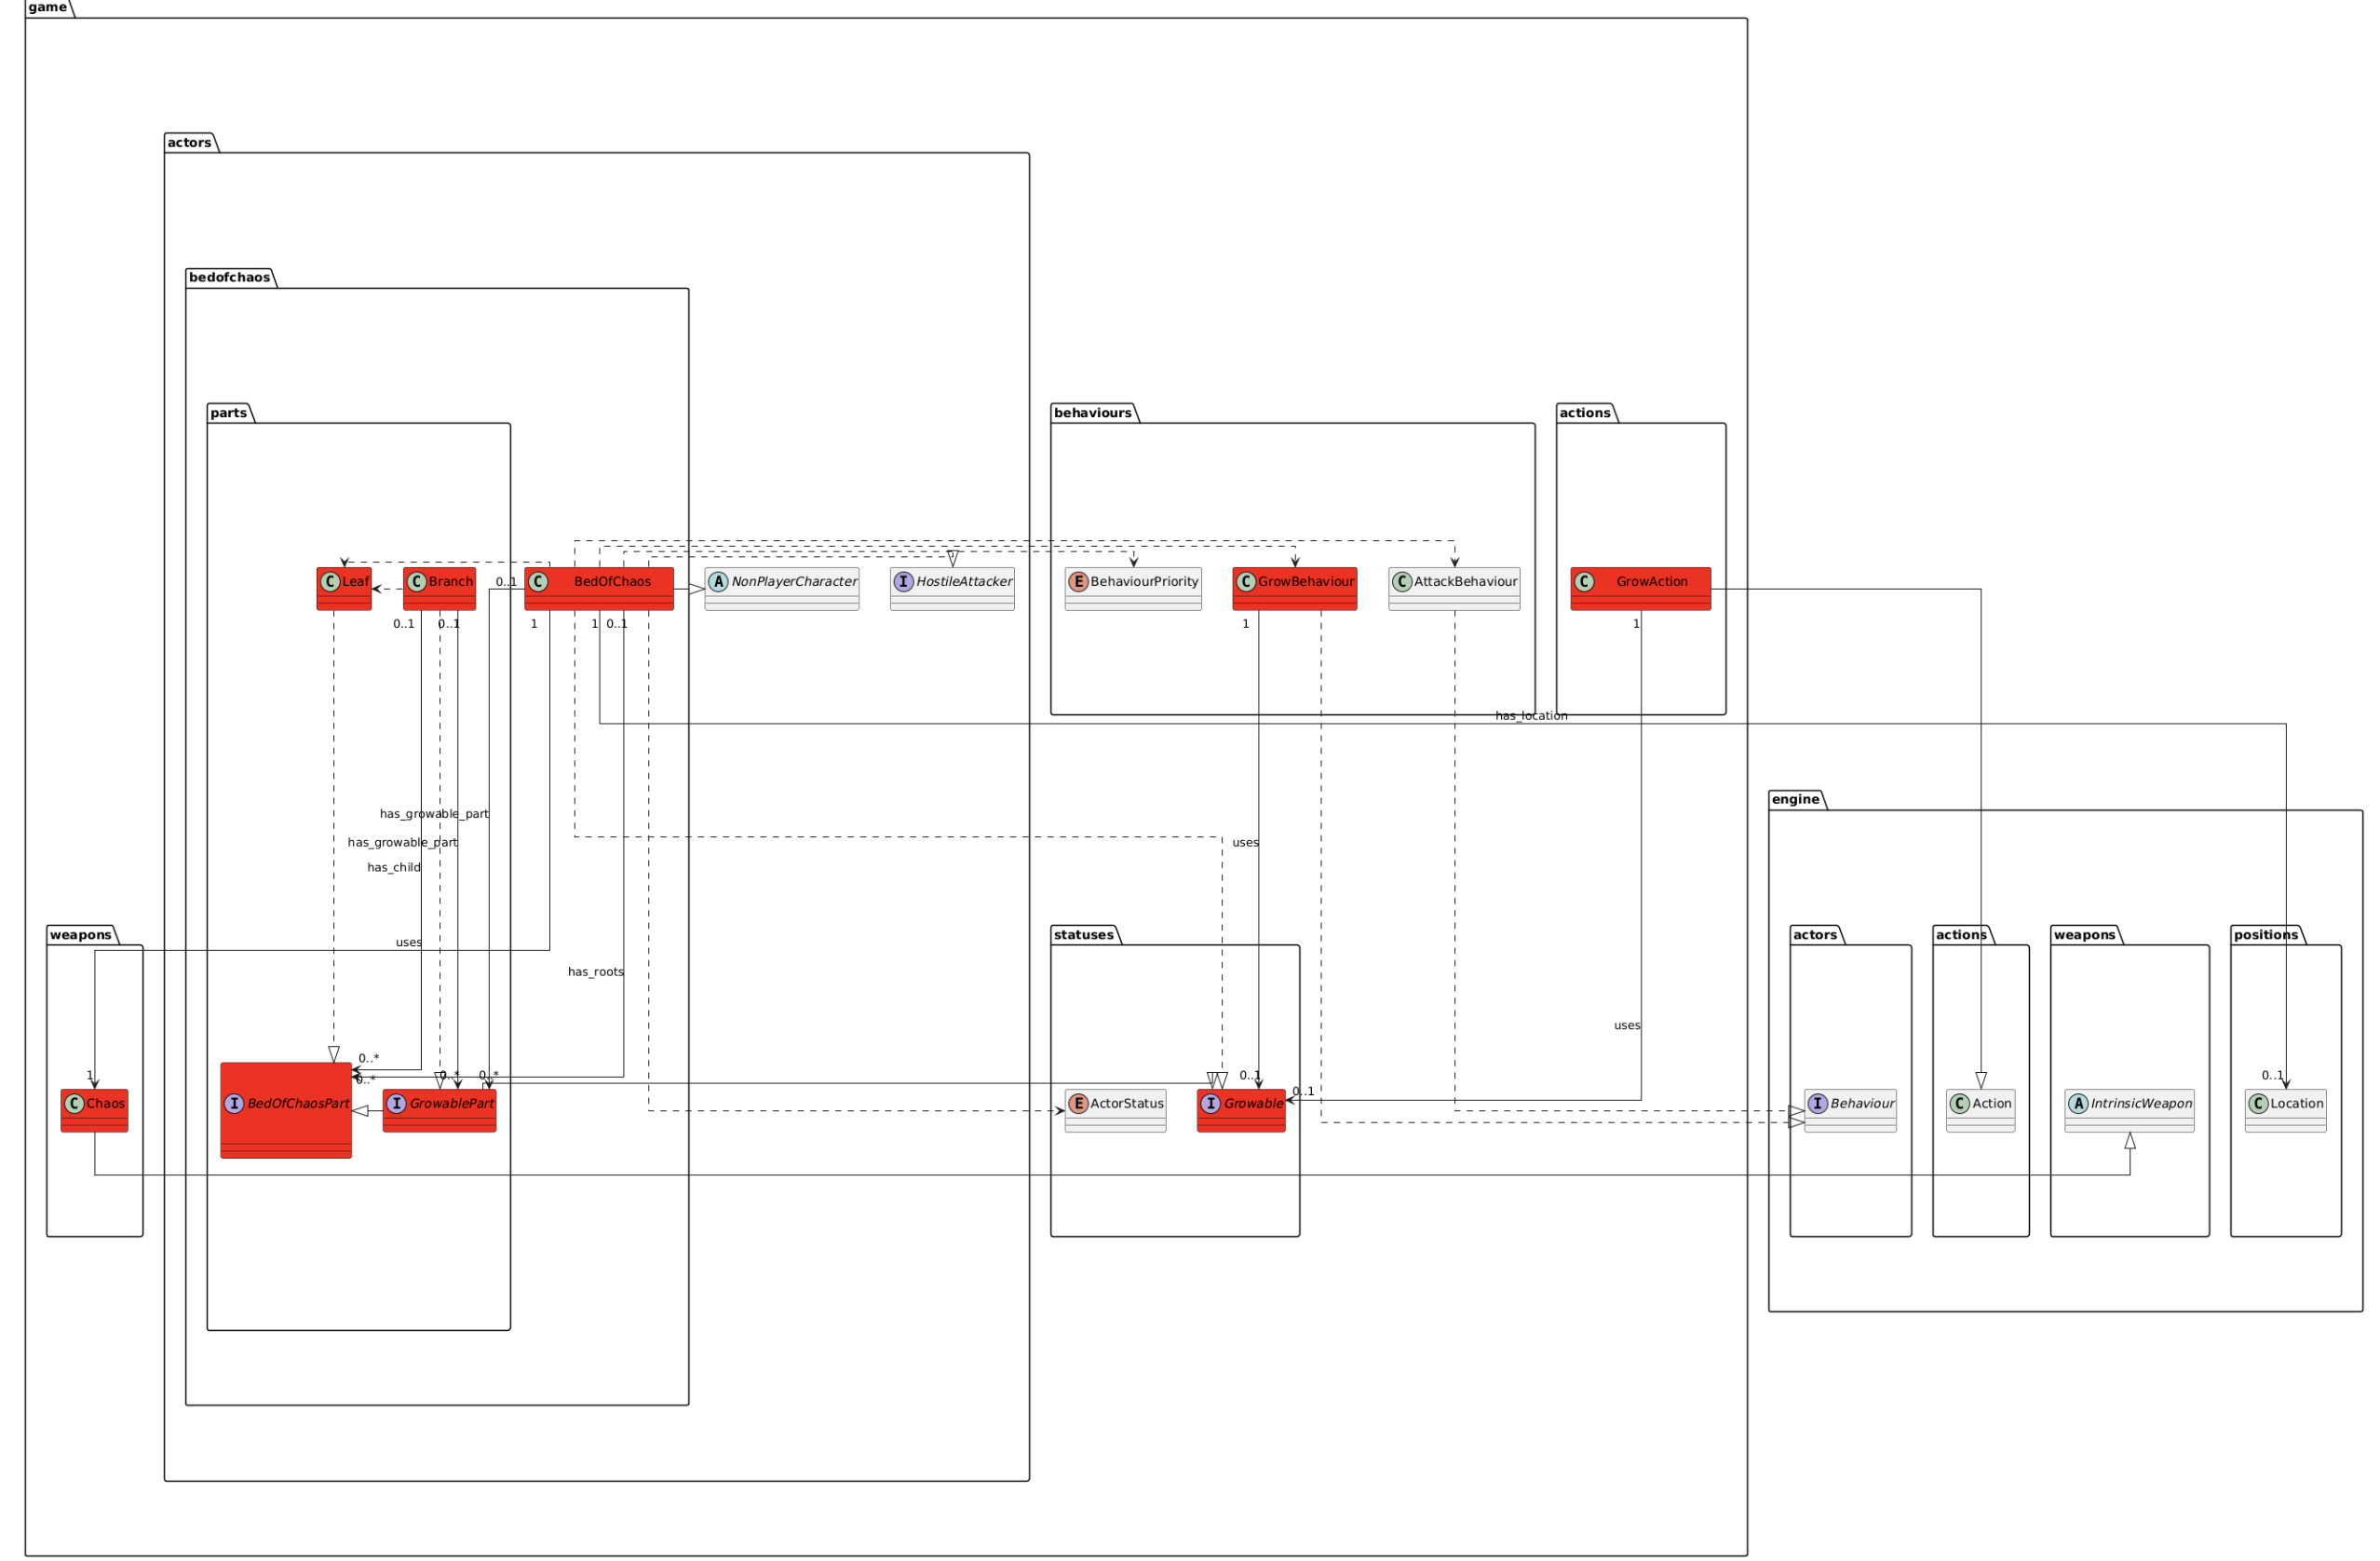 game
actors
bedofchaos
parts
behaviours
actions
C Leaf
C Branch
0..1
C BedOfChaos
A NonPlayerCharacter
I HostileAttacker
E BehaviourPriority
C GrowBehaviour
C AttackBehaviour
C GrowAction
0..1
0..1
1
1
0..1
1
1
has_location
engine
has_growable_part
has_growable_part
uses
has_child
weapons
statuses
actors
actions
weapons
positions
uses
has_roots
uses
0..*
1
0..*
0..*
0..*
0..1
0..1
0..1
C Chaos
I BedOfChaosPart
I GrowablePart
E ActorStatus
I Growable
I Behaviour
C Action
A IntrinsicWeapon
C Location